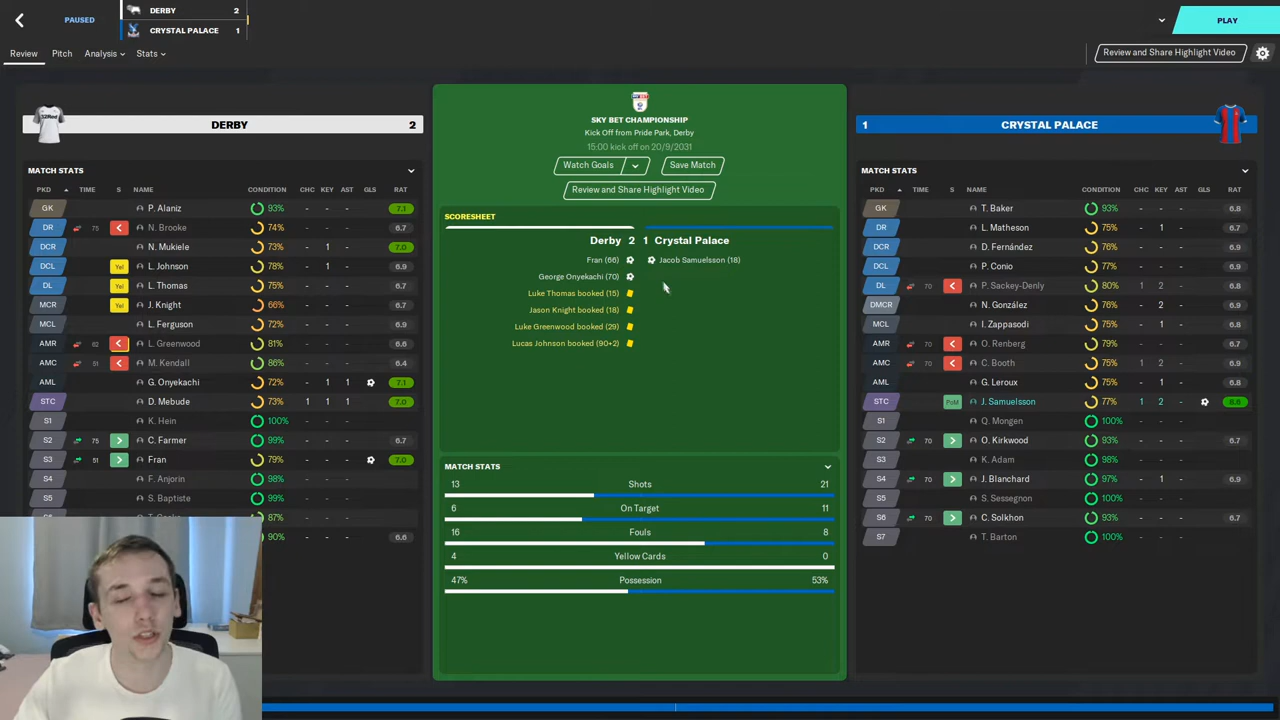 PAUSED
DERBY 2
CRYSTAL PALACE 1
PLAY
Review Pitch Analysis Stats
Review and Share Highlight Video
DERBY 2
MATCH STATS
PKD TIME S NAME CONDITION CHC KEY AST GLS RAT
GK P. Alaniz 93% - - - 7.1
DR 75 N. Brooke 74% - - - 6.7
DCR N. Mukiele 73% - 1 - 7.0
DCL Yel L. Johnson 78% - 1 - 6.9
DL Yel L. Thomas 75% - - - 6.9
MCR Yel J. Knight 66% - - - 6.9
MCL L. Ferguson 72% - - - 6.9
AMR 82 L. Greenwood 81% - - - 6.6
AMC 51 M. Kendall 86% - - - 6.4
AML G. Onyekachi 72% - 1 1 7.1
STC D. Mebude 73% 1 1 1 7.0
S1 K. Hein 100%
S2 75 C. Farmer 99% - - - 6.7
S3 51 Fran 79% - - - 7.0
S4 F. Anjorin 98% - - -
S5 S. Baptiste 99% - - -
87% - - -
90% - - - 6.6
SKY BET CHAMPIONSHIP
Kick Off from Pride Park, Derby
15:00 kick off on 20/9/2031
Watch Goals
Save Match
Review and Share Highlight Video
SCORESHEET
Derby 2 1 Crystal Palace
Fran (66) Jacob Samuelsson (18)
George Onyekachi (70)
Luke Thomas booked (15)
Jason Knight booked (18)
Luke Greenwood booked (29)
Lucas Johnson booked (90+2)
MATCH STATS
13 Shots 21
6 On Target 11
16 Fouls 8
4 Yellow Cards 0
47% Possession 53%
1 CRYSTAL PALACE
MATCH STATS
PKD TIME S NAME CONDITION CHC KEY AST GLS RAT
GK T. Baker 93% - - - 6.8
DR L. Matheson 75% - 1 - 6.7
DCR D. Fernández 76% - - - 6.8
DCL P. Conio 76% - - - 6.8
DL 70 P. Sackey-Denly 80% 1 2 - 6.8
DMCR N. González 76% - 2 - 6.9
MCL I. Zappasodi 75% - 1 - 6.8
AMR 70 O. Renberg 79% - - - 6.7
AMC 70 C. Booth 75% 1 2 - 6.9
AML G. Leroux 75% - 1 - 6.8
STC PoM J. Samuelsson 77% 1 2 - 8.6
S1 Q. Mongen 100%
S2 70 O. Kirkwood 93% - - - 6.7
S3 K. Adam 98% - - -
S4 70 J. Blanchard 97% - 1 - 6.9
S5 S. Sessegnon 100% - - -
S6 70 C. Solkhon 93% - - - 6.7
S7 T. Barton 100% - - -